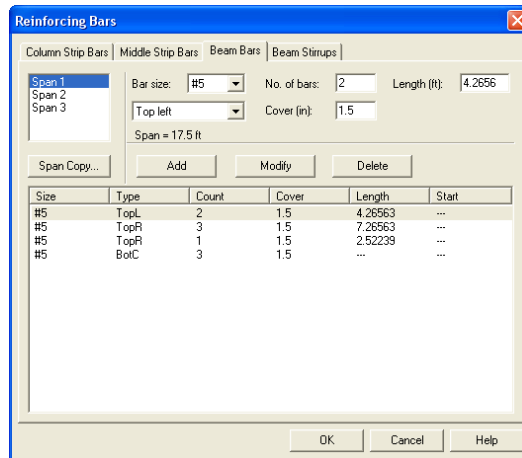 Reinforcing Bars
Column Strip Bars Middle Strip Bars Beam Bars Beam Stirrups
Span 1
Span 2
Span 3
Bar size: #5 No. of bars: 2 Length (ft): 4.2656
Top left Cover (in): 1.5
Span = 17.5 ft
Span Copy... Add Modify Delete
Size Type Count Cover Length Start
#5 TopL 2 1.5 4.26563 ---
#5 TopR 3 1.5 7.26563 ---
#5 TopR 1 1.5 2.52239 ---
#5 BotC 3 1.5 --- ---
OK Cancel Help